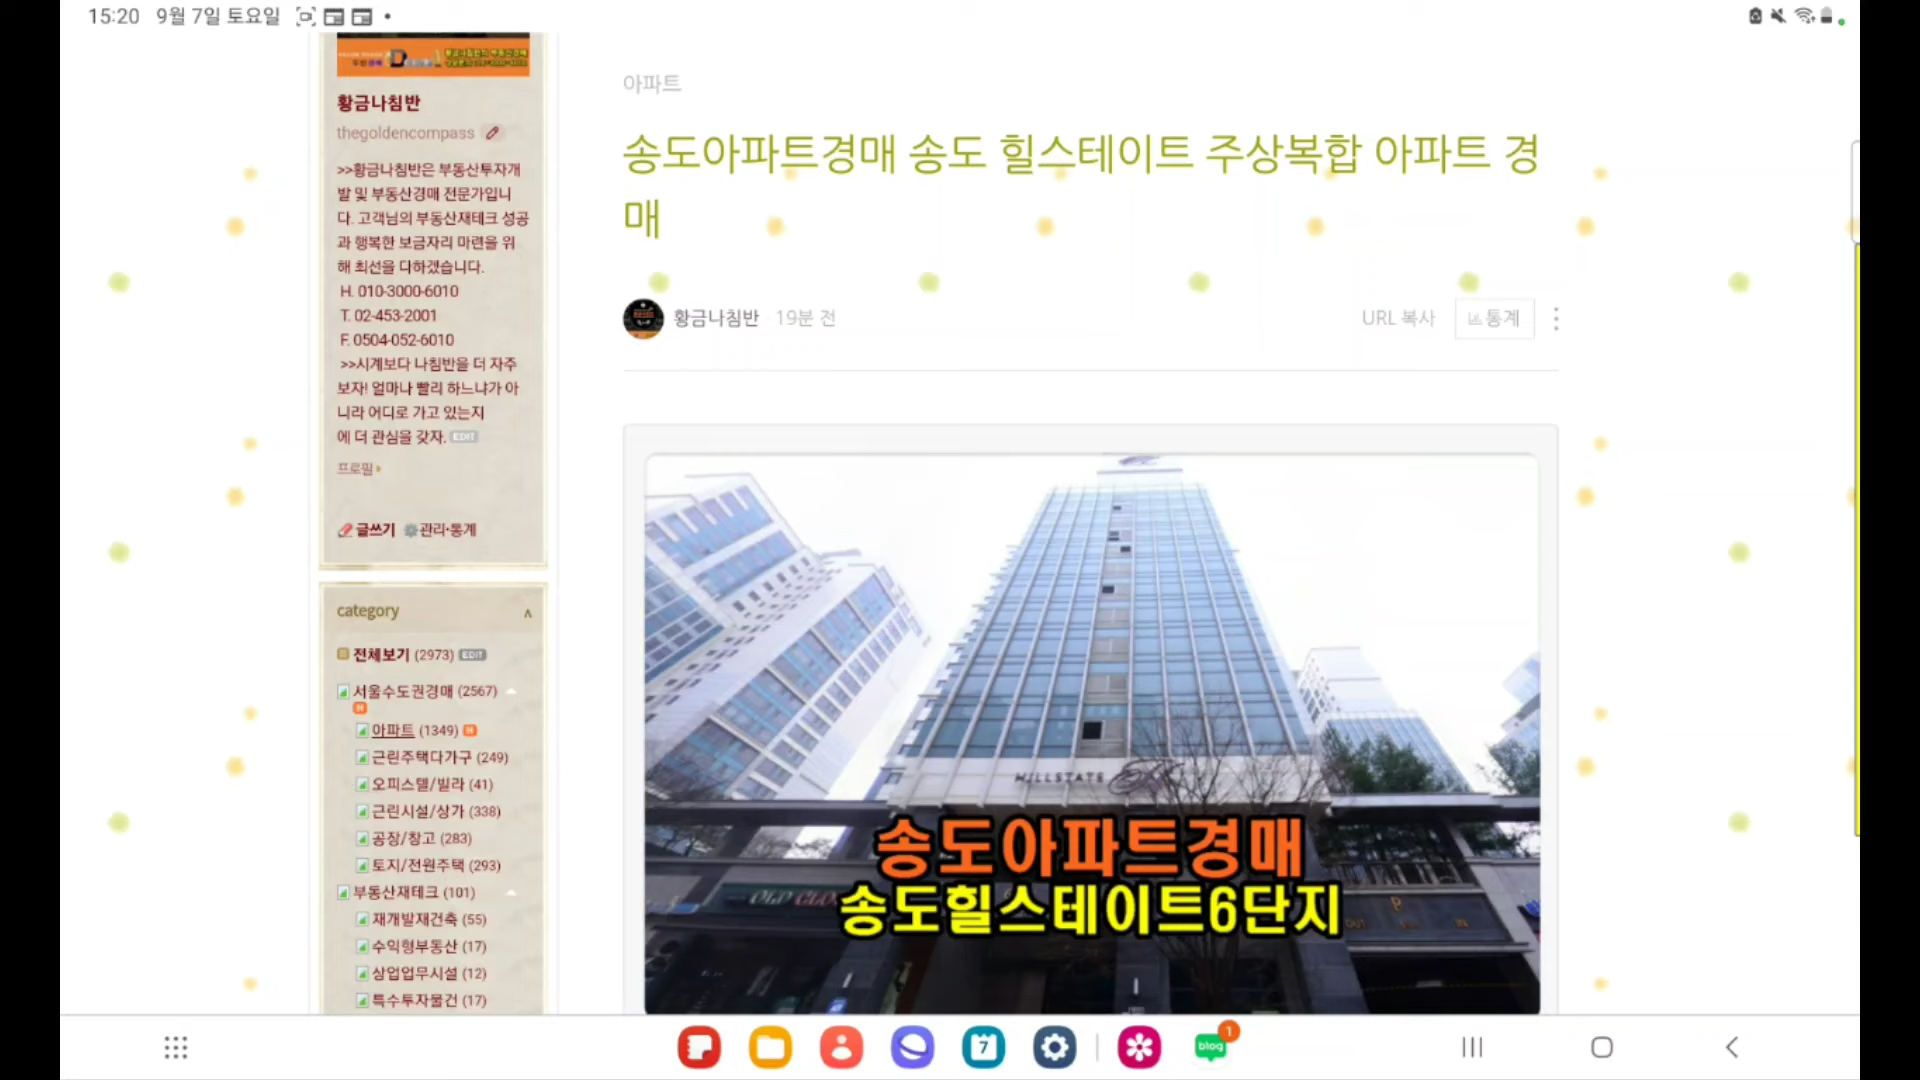 15:20 9월 7일 토요일
황금나침반
thegoldencompass
>>황금나침반은 부동산투자개
발 및 부동산경매 전문가입니
다. 고객님의 부동산재테크 성공
과 행복한 보금자리 마련을 위
해 최선을 다하겠습니다.
H. 010-3000-6010
T. 02-453-2001
F. 0504-052-6010
>>시계보다 나침반을 더 자주
보자! 얼마나 빨리 하느냐가 아
니라 어디로 가고 있는지
에 더 관심을 갖자. EDIT
프로필
글쓰기 관리·통계
category
전체보기 (2973) EDIT
서울수도권경매 (2567)
아파트 (1349)
근린주택다가구 (249)
오피스텔/빌라 (41)
근린시설/상가 (338)
공장/창고 (283)
토지/전원주택 (293)
부동산재테크 (101)
재개발재건축 (55)
수익형부동산 (17)
상업업무시설 (12)
특수투자물건 (17)
아파트
송도아파트경매 송도 힐스테이트 주상복합 아파트 경
매
황금나침반 19분 전
URL 복사 통계
HILLSTATE
송도아파트경매
송도힐스테이트6단지
OLD
P
OUT IN
7
blog
1